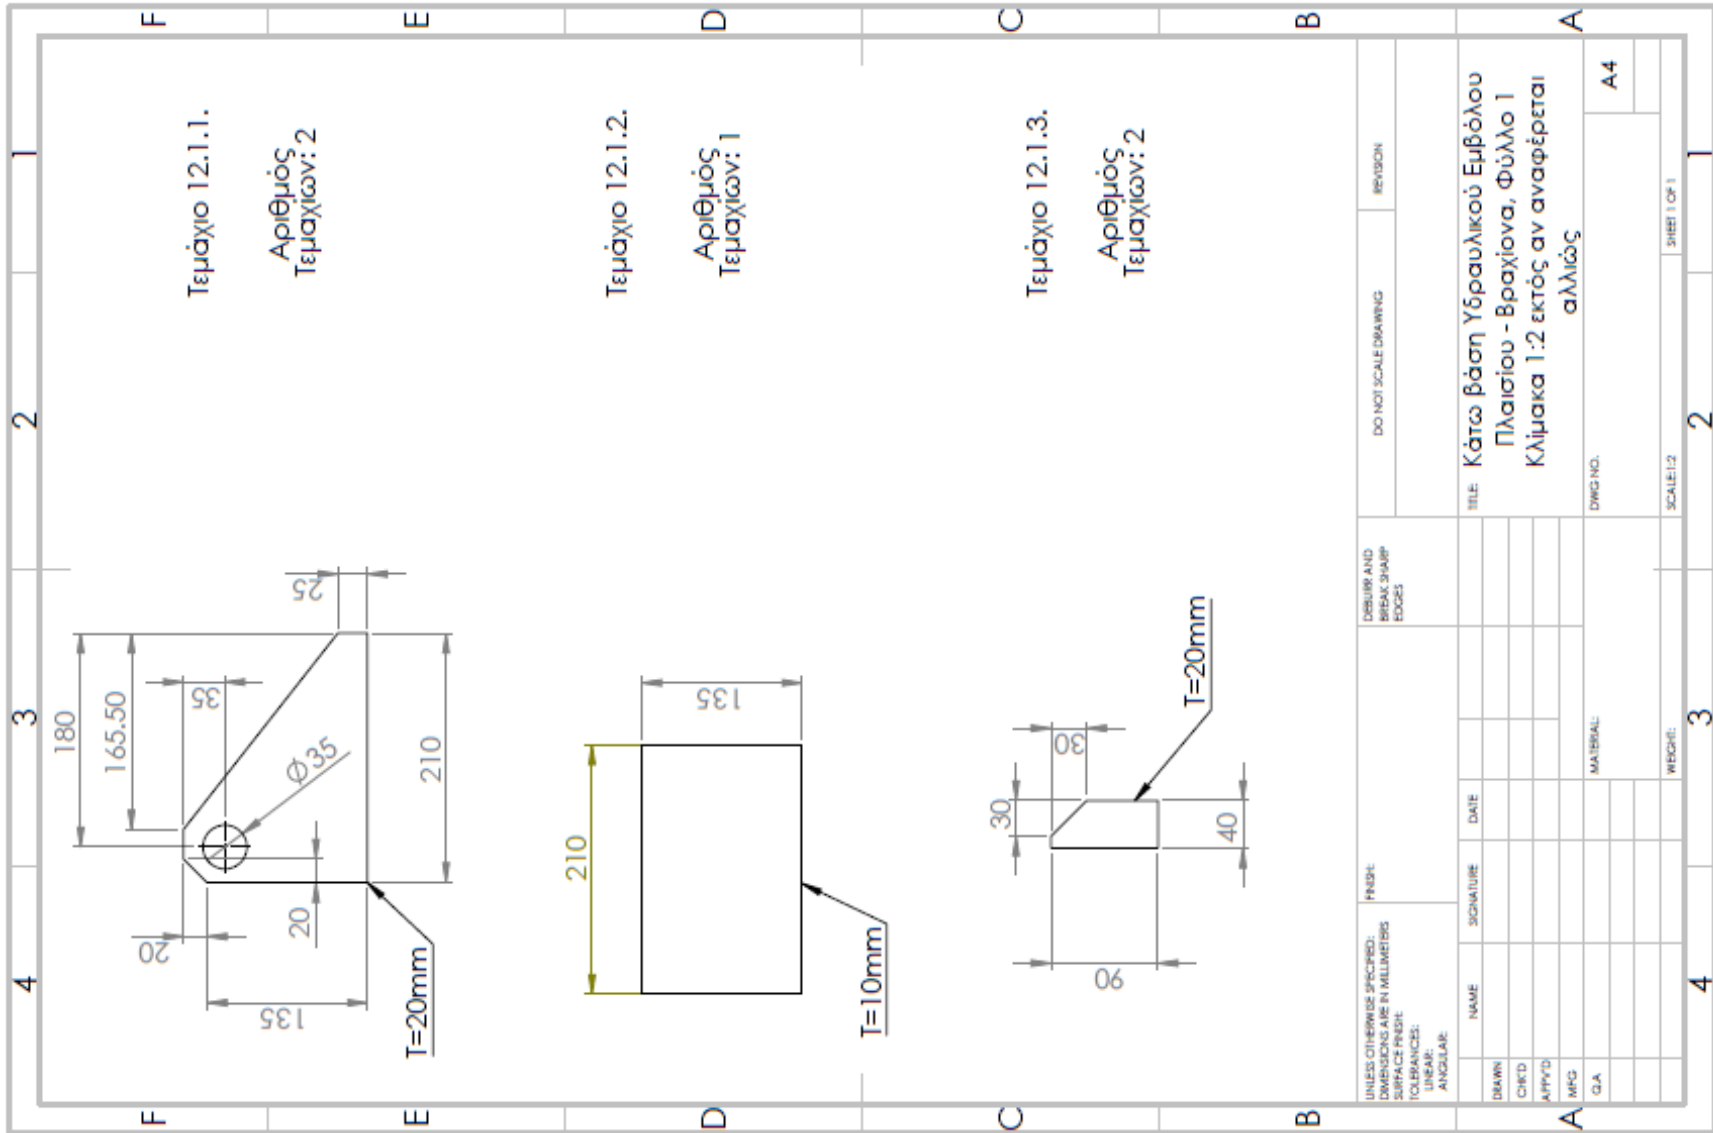 F
E
D
C
B
A
1
2
3
4
Τεμάχιο 12.1.1.
Αριθμός
Τεμαχίων: 2
180
165.50
35
25
Φ35
210
20
20
135
T=20mm
Τεμάχιο 12.1.2.
Αριθμός
Τεμαχίων: 1
210
135
T=10mm
Τεμάχιο 12.1.3.
Αριθμός
Τεμαχίων: 2
30
30
40
90
T=20mm
UNLESS OTHERWISE SPECIFIED:
DIMENSIONS ARE IN MILLIMETERS
SURFACE FINISH:
TOLERANCES:
LINEAR:
ANGULAR:
FINISH:
DEBURR AND
BREAK SHARP
EDGES
DO NOT SCALE DRAWING
REVISION
NAME
SIGNATURE
DATE
DRAWN
CHK'D
APPV'D
MFG
Q.A
TITLE:
Κάτω βάση Υδραυλικού Εμβόλου
Πλαισίου - Βραχίονα, Φύλλο 1
Κλίμακα 1:2 εκτός αν αναφέρεται
αλλιώς
MATERIAL:
DWG NO.
A4
WEIGHT:
SCALE:1:2
SHEET 1 OF 1
F
E
D
C
B
A
1
2
3
4